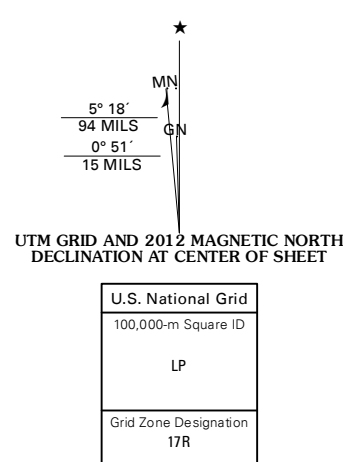 ★
MN
5° 18´
94 MILS
GN
0° 51´
15 MILS
UTM GRID AND 2012 MAGNETIC NORTH
DECLINATION AT CENTER OF SHEET
U.S. National Grid
100,000-m Square ID
LP
Grid Zone Designation
17R